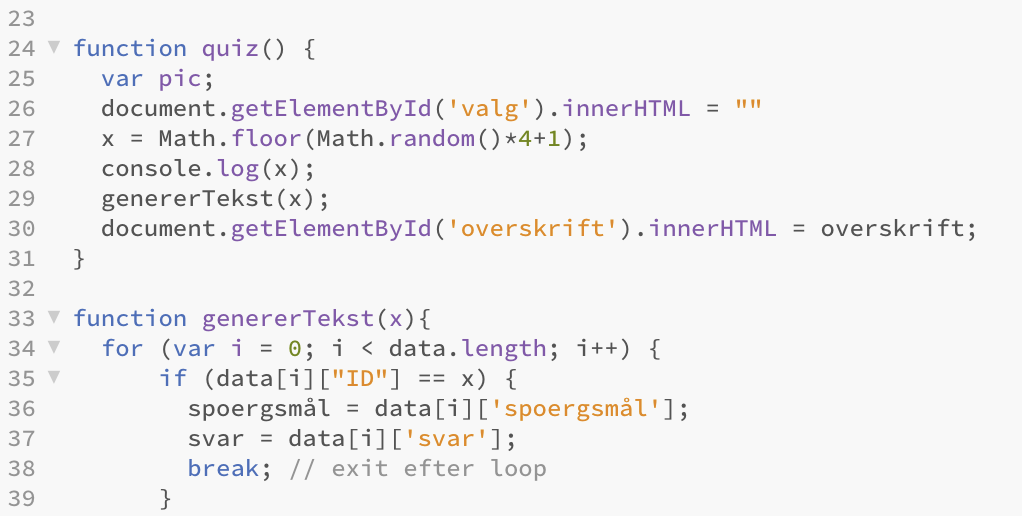 23
24 ▼ function quiz() {
25 var pic;
26 document.getElementById('valg').innerHTML = ""
27 x = Math.floor(Math.random()*4+1);
28 console.log(x);
29 genererTekst(x);
30 document.getElementById('overskrift').innerHTML = overskrift;
31 }
32
33 ▼ function genererTekst(x){
34 ▼ for (var i = 0; i < data.length; i++) {
35 ▼ if (data[i]["ID"] == x) {
36 spoergsmål = data[i]['spoergsmål'];
37 svar = data[i]['svar'];
38 break; // exit efter loop
39 }